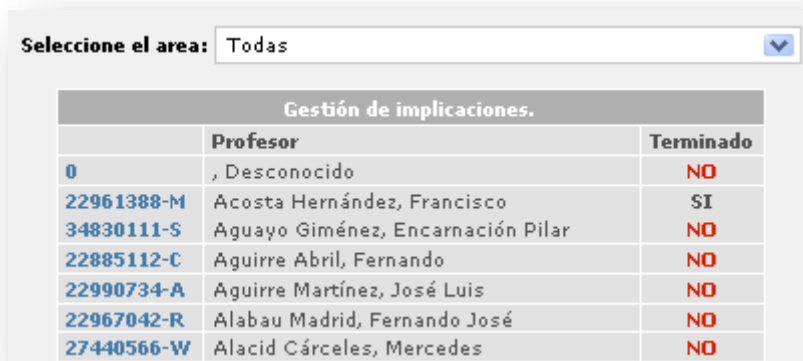 Seleccione el area: Todas
Gestión de implicaciones.
Profesor Terminado
0 , Desconocido NO
22961388-M Acosta Hernández, Francisco SI
34830111-S Aguayo Giménez, Encarnación Pilar NO
22885112-C Aguirre Abril, Fernando NO
22990734-A Aguirre Martínez, José Luis NO
22967042-R Alabau Madrid, Fernando José NO
27440566-W Alacid Cárceles, Mercedes NO